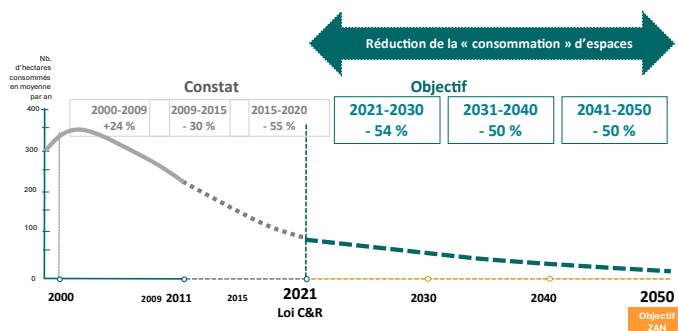 Réduction de la « consommation » d'espaces
Nb.
d'hectares
consommés
en moyenne
par an
Constat
Objectif
2000-2009
+24 %
2009-2015
- 30 %
2015-2020
- 55 %
2021-2030
- 54 %
2031-2040
- 50 %
2041-2050
- 50 %
400
300
200
100
0
2000
2009
2011
2015
2021
Loi C&R
2030
2040
2050
Objectif
ZAN